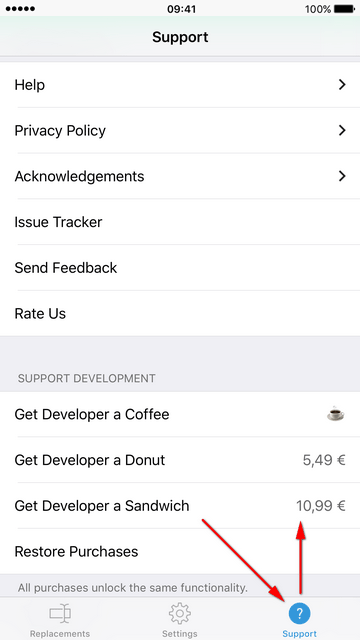 09:41
100%
Support
Help
Privacy Policy
Acknowledgements
Issue Tracker
Send Feedback
Rate Us
SUPPORT DEVELOPMENT
Get Developer a Coffee
Get Developer a Donut 5,49 €
Get Developer a Sandwich 10,99 €
Restore Purchases
All purchases unlock the same functionality.
?
Replacements Settings Support